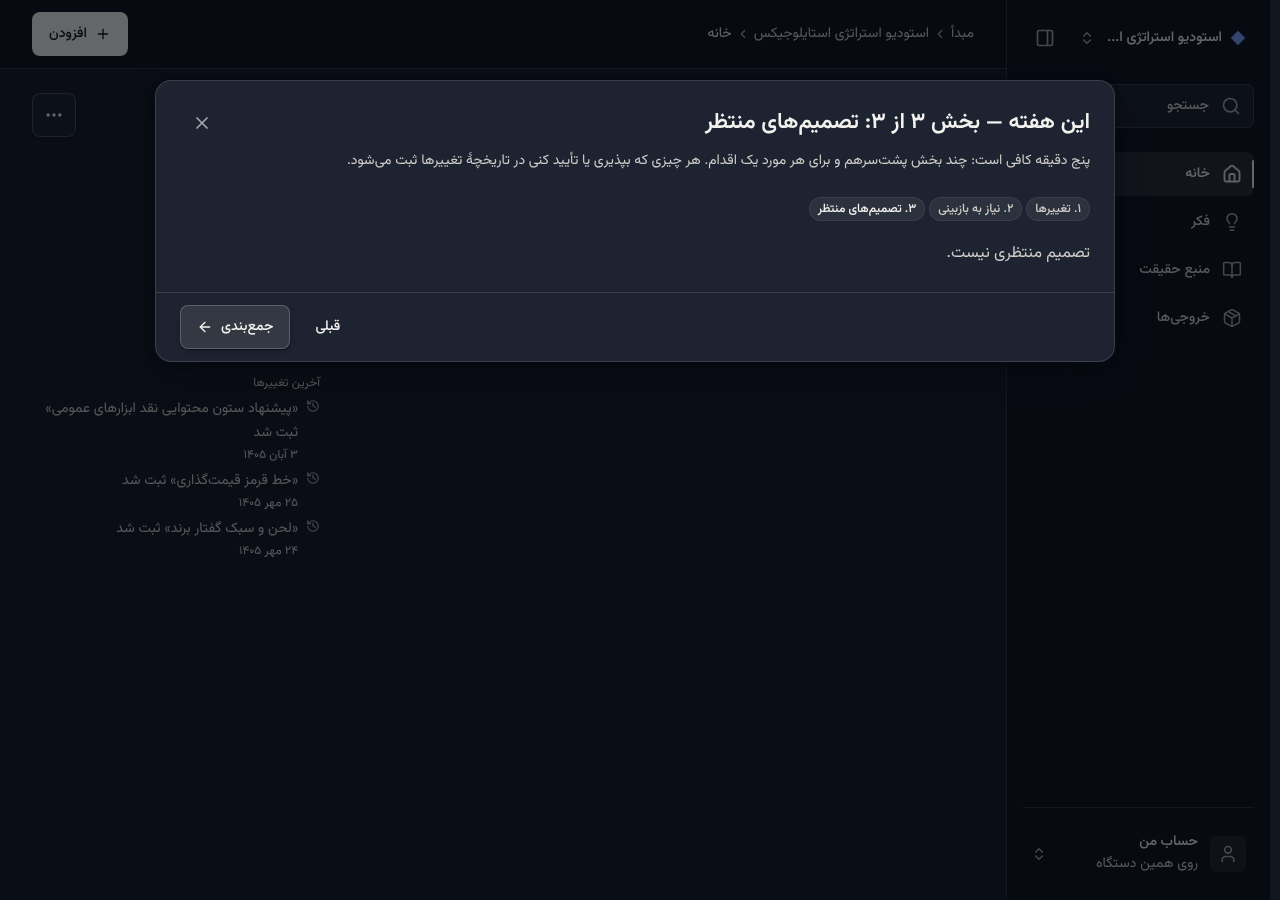 استودیو استراتژی ا...
مبدأ › استودیو استراتژی استایلوجیکس › خانه
افزودن
جستجو
خانه
فکر
منبع حقیقت
خروجی‌ها
این هفته — بخش ۳ از ۳: تصمیم‌های منتظر
پنج دقیقه کافی است: چند بخش پشت‌سرهم و برای هر مورد یک اقدام. هر چیزی که بپذیری یا تأیید کنی در تاریخچهٔ تغییرها ثبت می‌شود.
۱. تغییرها
۲. نیاز به بازبینی
۳. تصمیم‌های منتظر
تصمیم منتظری نیست.
قبلی
جمع‌بندی
آخرین تغییرها
«پیشنهاد ستون محتوایی نقد ابزارهای عمومی»
ثبت شد
۳ آبان ۱۴۰۵
«خط قرمز قیمت‌گذاری» ثبت شد
۲۵ مهر ۱۴۰۵
«لحن و سبک گفتار برند» ثبت شد
۲۴ مهر ۱۴۰۵
حساب من
روی همین دستگاه